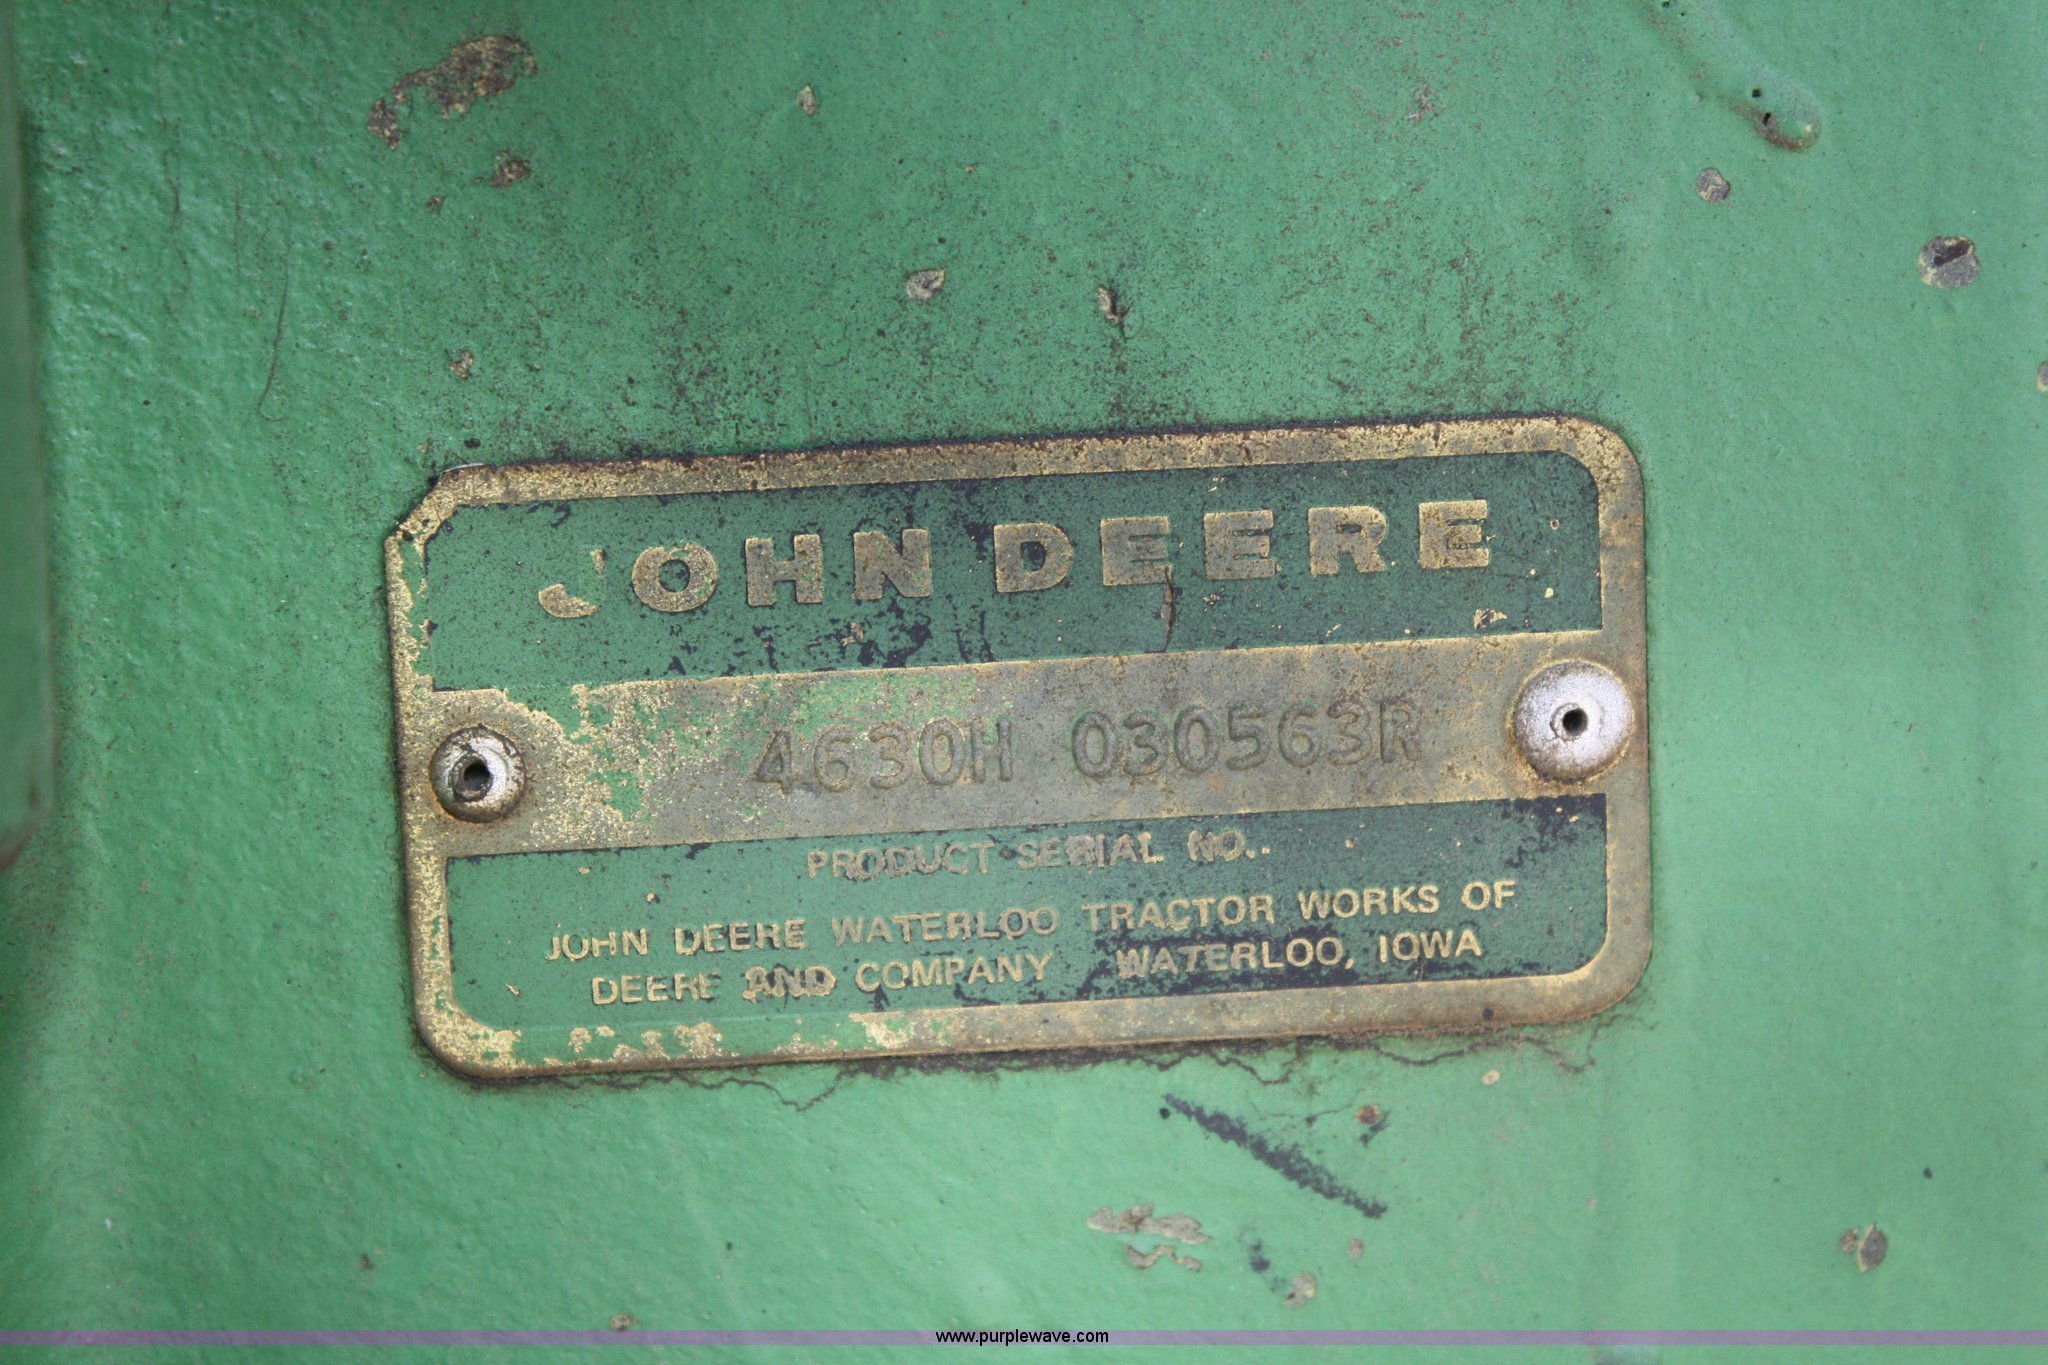 JOHN DEERE
4630H 030563R
PRODUCT SERIAL NO..
JOHN DEERE WATERLOO TRACTOR WORKS OF
DEERE AND COMPANY WATERLOO, IOWA
www.purplewave.com